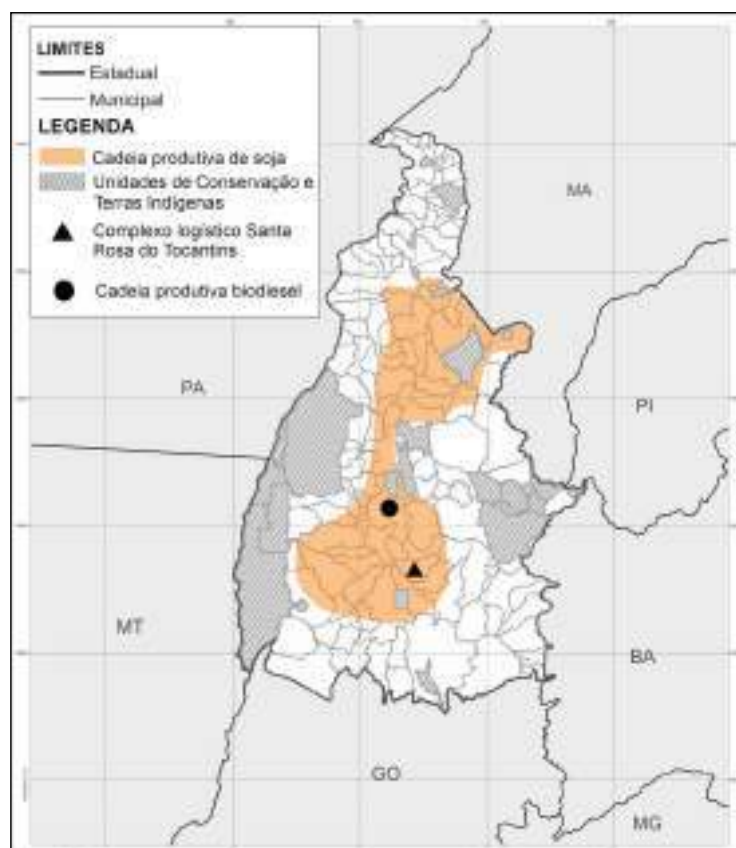 LIMITES
Estadual
Municipal
LEGENDA
Cadeia produtiva de soja
Unidades de Conservação e
Terras Indígenas
Complexo logístico Santa
Rosa do Tocantins
Cadeia produtiva biodiesel
MA
PA
PI
MT
BA
GO
MG